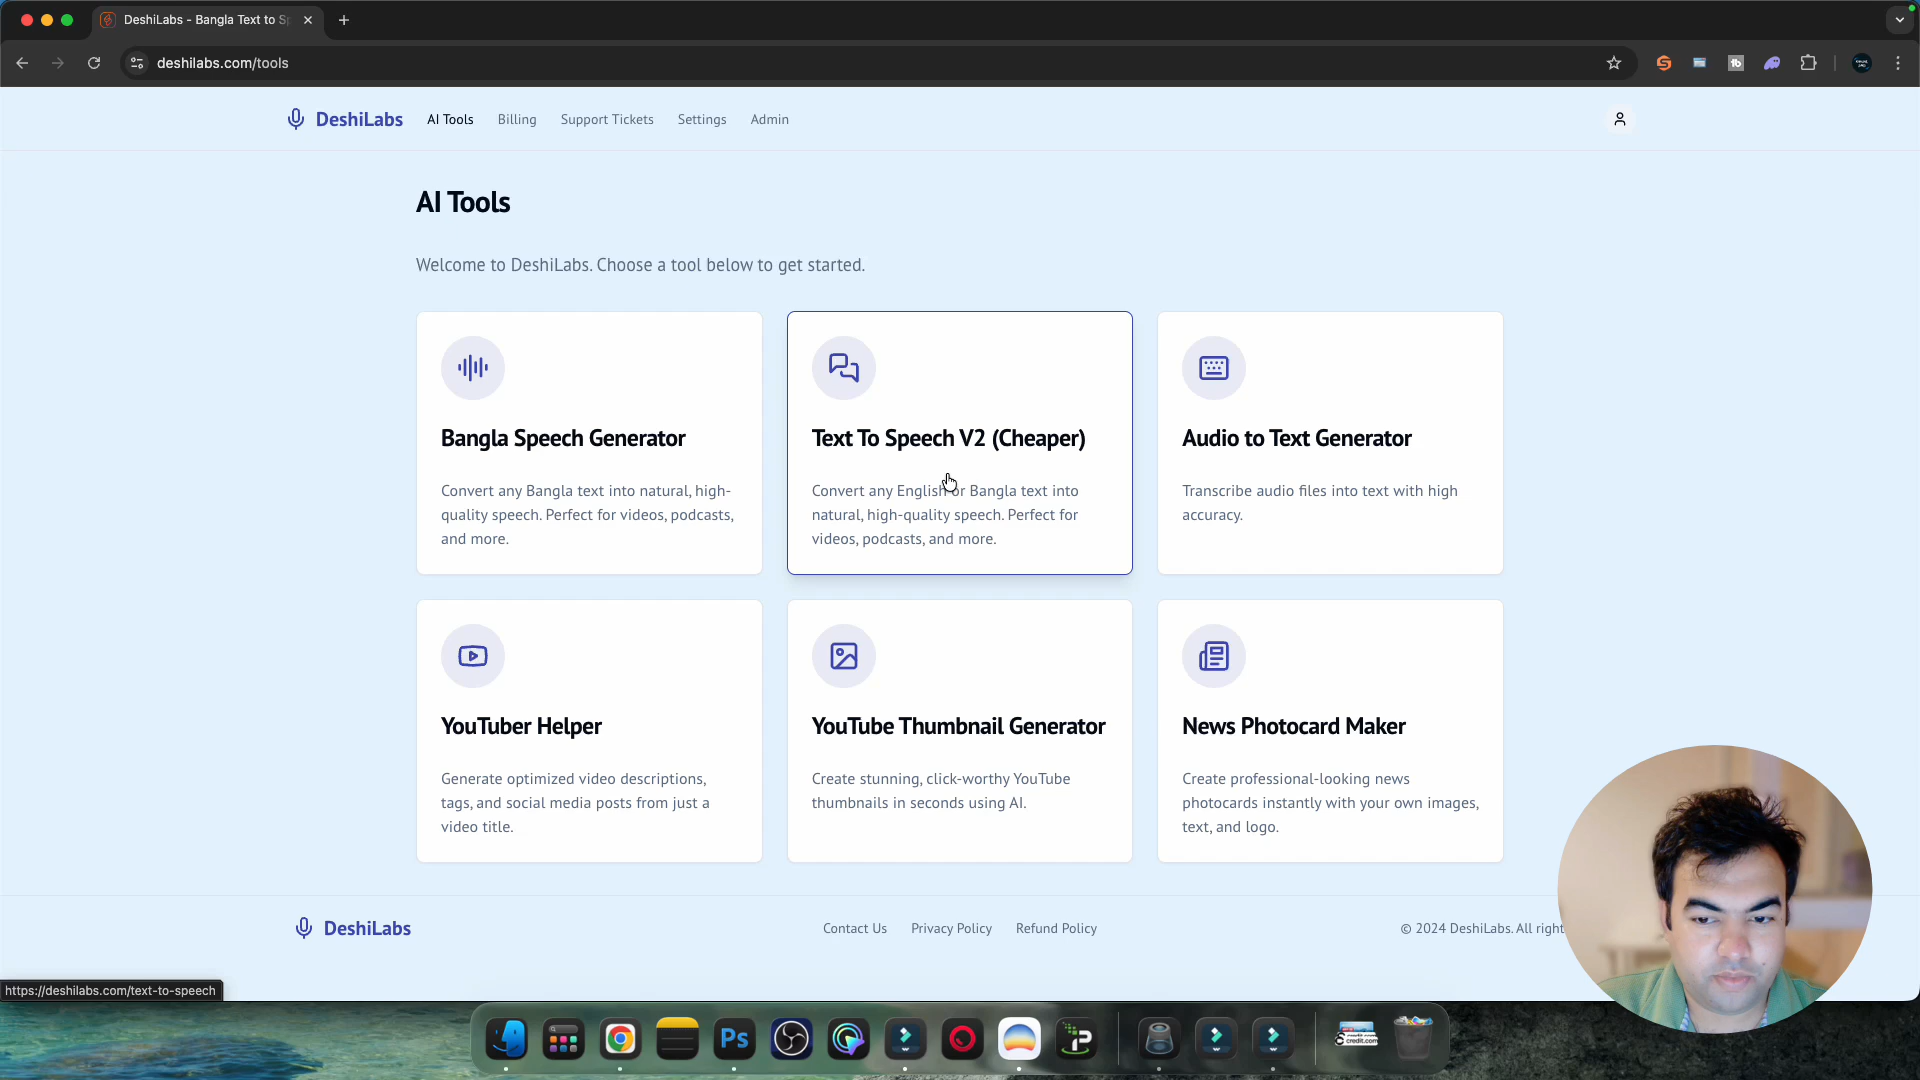 DeshiLabs - Bangla Text to Sp
deshilabs.com/tools
DeshiLabs AI Tools Billing Support Tickets Settings Admin
AI Tools
Welcome to DeshiLabs. Choose a tool below to get started.
Bangla Speech Generator
Convert any Bangla text into natural, high-
quality speech. Perfect for videos, podcasts,
and more.
Text To Speech V2 (Cheaper)
Convert any English or Bangla text into
natural, high-quality speech. Perfect for
videos, podcasts, and more.
Audio to Text Generator
Transcribe audio files into text with high
accuracy.
YouTuber Helper
Generate optimized video descriptions,
tags, and social media posts from just a
video title.
YouTube Thumbnail Generator
Create stunning, click-worthy YouTube
thumbnails in seconds using AI.
News Photocard Maker
Create professional-looking news
photocards instantly with your own images,
text, and logo.
DeshiLabs Contact Us Privacy Policy Refund Policy © 2024 DeshiLabs. All right
https://deshilabs.com/text-to-speech
Ps
credit.com